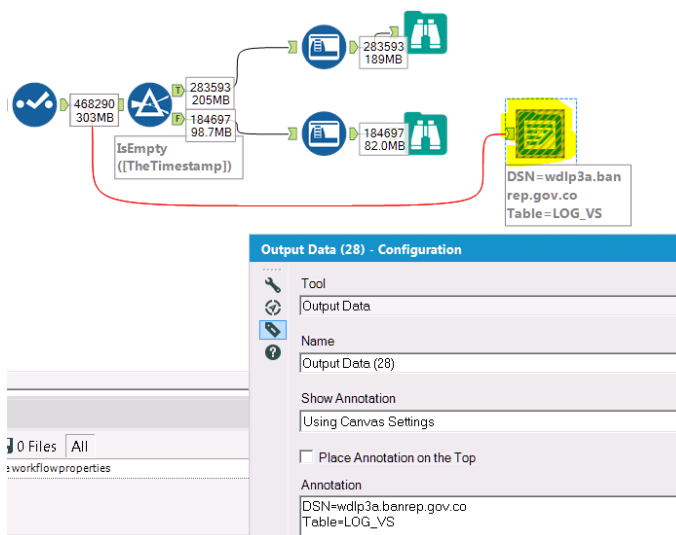 283593
189MB
T
283593
205MB
468290
303MB
F
184697
98.7MB
184697
82.0MB
IsEmpty
([TheTimestamp])
DSN=wdlp3a.ban
rep.gov.co
Table=LOG_VS
Output Data (28) - Configuration
Tool
Output Data
Name
Output Data (28)
Show Annotation
Using Canvas Settings
Place Annotation on the Top
Annotation
DSN=wdlp3a.banrep.gov.co
Table=LOG_VS
?
0 Files
All
workflowproperties